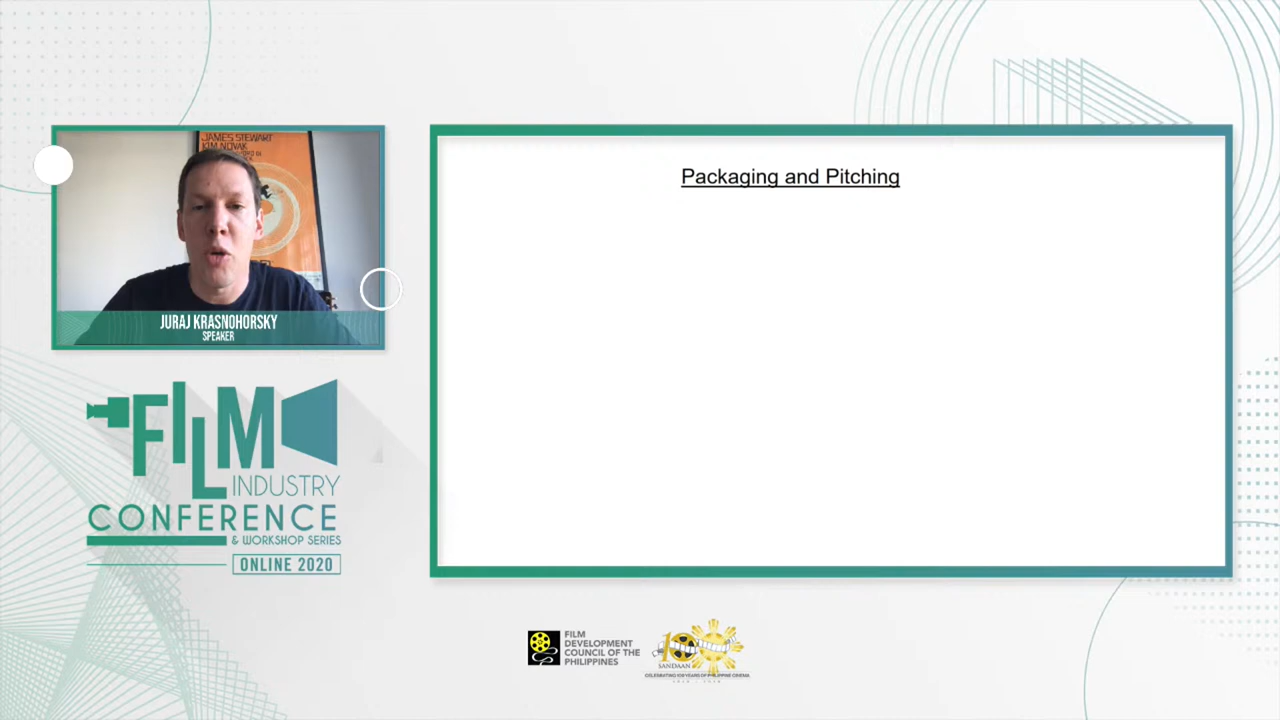 JAMES STEWART
KIM NOVAK
JURAJ KRASNOHORSKY
SPEAKER
Packaging and Pitching
FILM
INDUSTRY
CONFERENCE
& WORKSHOP SERIES
ONLINE 2020
FILM
DEVELOPMENT
COUNCIL OF THE
PHILIPPINES
100
SANDAAN
CELEBRATING 100 YEARS OF PHILIPPINE CINEMA